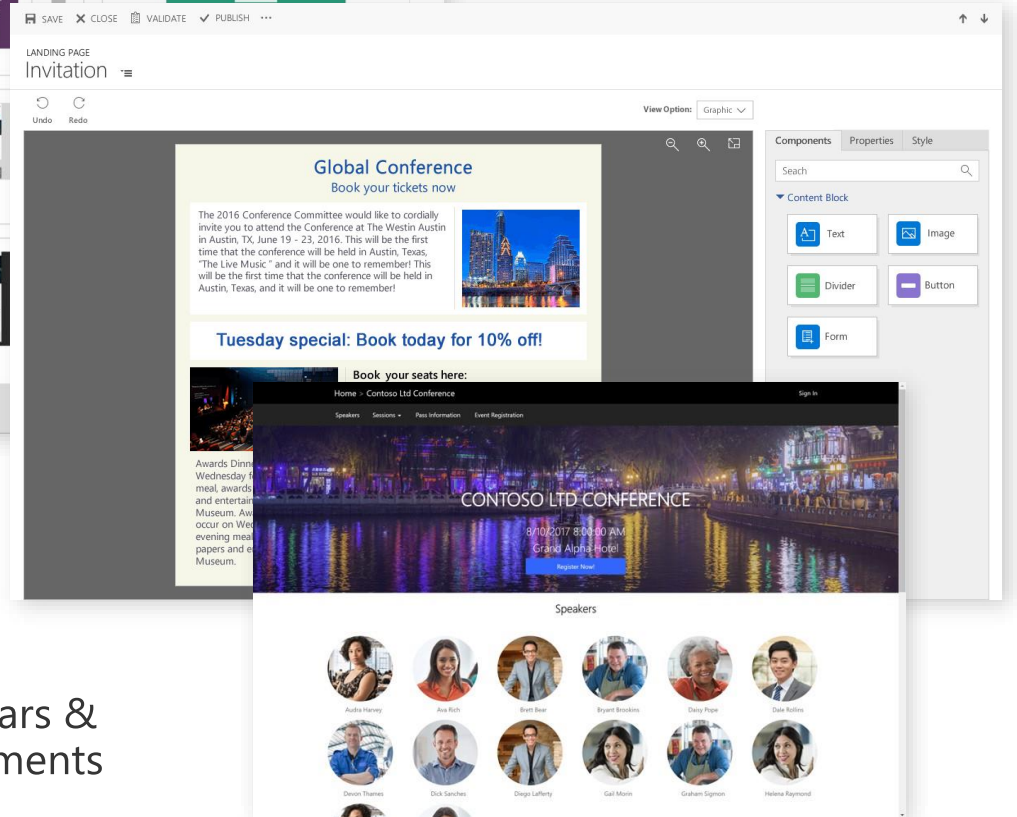 SAVE CLOSE VALIDATE PUBLISH ...
LANDING PAGE
Invitation
Undo Redo
View Option: Graphic
Components Properties Style
Seach
Content Block
Text Image
Divider Button
Form
Global Conference
Book your tickets now
The 2016 Conference Committee would like to cordially
invite you to attend the Conference at The Westin Austin
in Austin, TX, June 19 - 23, 2016. This will be the first
time that the conference will be held in Austin, Texas,
"The Live Music " and it will be one to remember! This
will be the first time that the conference will be held in
Austin, Texas, and it will be one to remember!
Tuesday special: Book today for 10% off!
Book your seats here:
Awards
Wednesday
meal, awards
and
Museum.
occur on
evening
papers and
Museum.
Home > Contoso Ltd Conference Sign in
Speakers Sessions Pass Information Event Registration
CONTOSO LTD CONFERENCE
8/10/2017 8:00:00 AM
Grand Alpha Hotel
Register Now!
Speakers
Audra Harvey Ava Rich Brett Bear Bryant Brookins Daisy Pope Dale Rollins
Devon Thames Dick Sanches Diego Lafferty Gail Morin Graham Sigmon Helena Raymond
ars &
ments